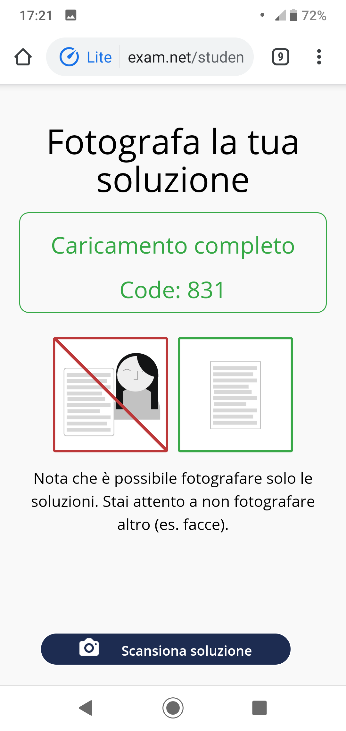 17:21
72%
Lite
exam.net/studen
9
Fotografa la tua
soluzione
Caricamento completo
Code: 831
Nota che è possibile fotografare solo le
soluzioni. Stai attento a non fotografare
altro (es. facce).
Scansiona soluzione